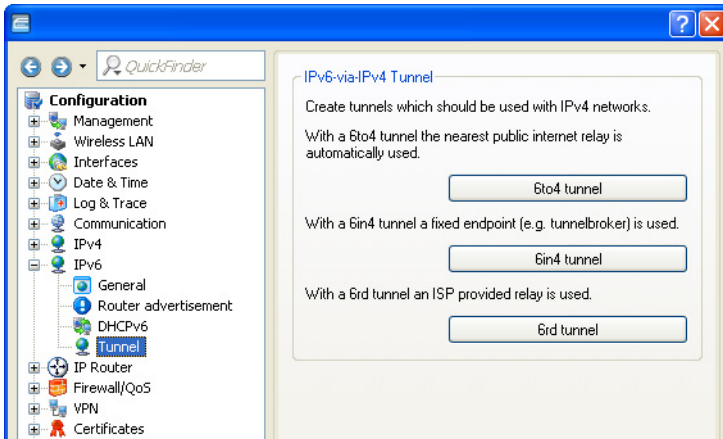 QuickFinder
Configuration
Management
Wireless LAN
Interfaces
Date & Time
Log & Trace
Communication
IPv4
IPv6
General
Router advertisement
DHCPv6
Tunnel
IP Router
Firewall/QoS
VPN
Certificates
IPv6-via-IPv4 Tunnel
Create tunnels which should be used with IPv4 networks.
With a 6to4 tunnel the nearest public internet relay is
automatically used.
6to4 tunnel
With a 6in4 tunnel a fixed endpoint (e.g. tunnelbroker) is used.
6in4 tunnel
With a 6rd tunnel an ISP provided relay is used.
6rd tunnel